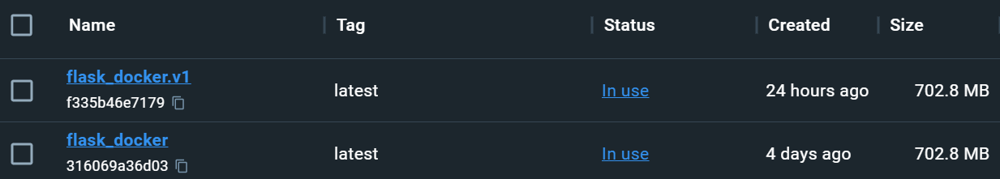 Name Tag Status Created Size
flask_docker.v1
latest In use 24 hours ago 702.8 MB
f335b46e7179
flask_docker
latest In use 4 days ago 702.8 MB
316069a36d03